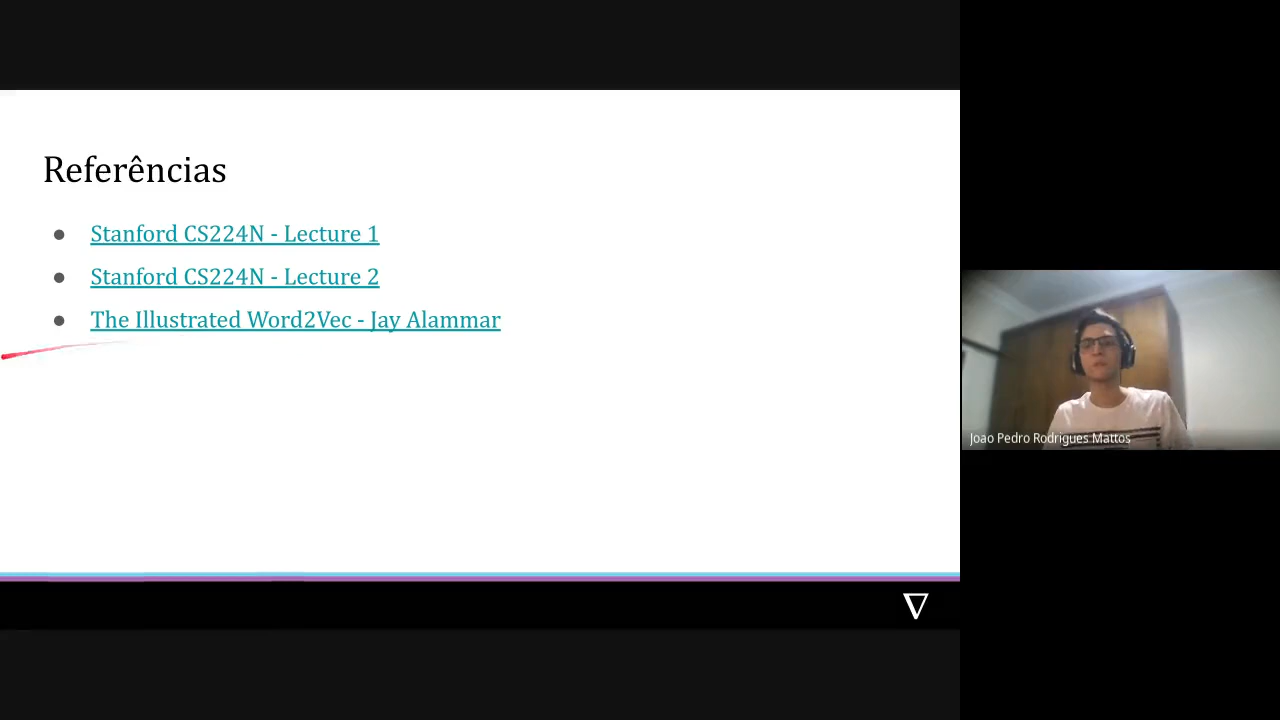 Referências
Stanford CS224N - Lecture 1
Stanford CS224N - Lecture 2
The Illustrated Word2Vec - Jay Alammar
Joao Pedro Rodrigues Mattos